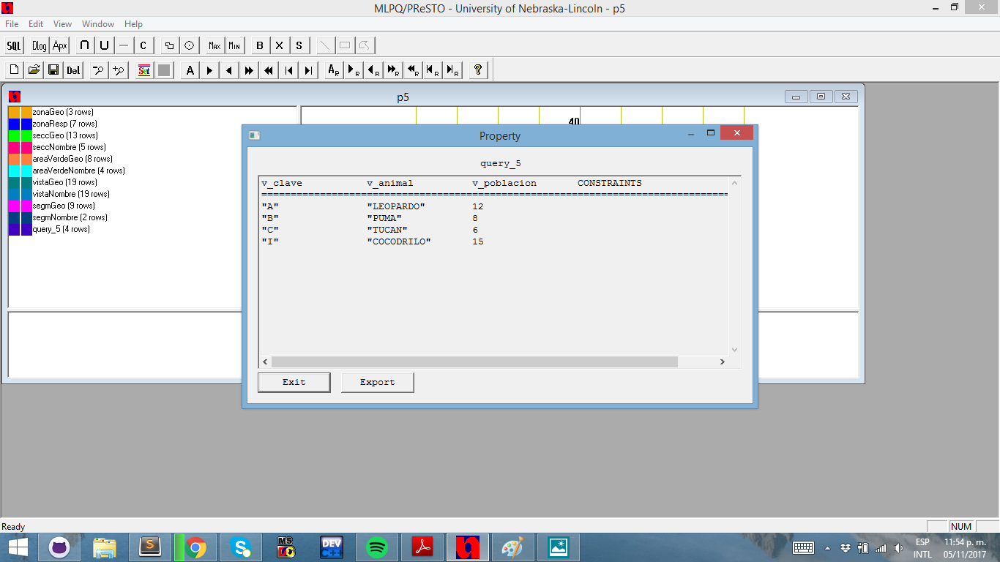 MLPQ/PReSTO - University of Nebraska-Lincoln - p5
File Edit View Window Help
SQL Dlog Apx C Max Min B X S
Del Set A A R R R R R R R ?
p5
zonaGeo (3 rows)
zonaResp (7 rows)
seccGeo (13 rows)
seccNombre (5 rows)
areaVerdeGeo (8 rows)
areaVerdeNombre (4 rows)
vistaGeo (19 rows)
vistaNombre (19 rows)
segmGeo (9 rows)
segmNombre (2 rows)
query_5 (4 rows)
40
Property
query_5
v_clave v_animal v_poblacion CONSTRAINTS
"A" "LEOPARDO" 12
"B" "PUMA" 8
"C" "TUCAN" 6
"I" "COCODRILO" 15
Exit Export
Ready NUM
S S MS DEV C++
ESP 11:54 p. m.
INTL 05/11/2017